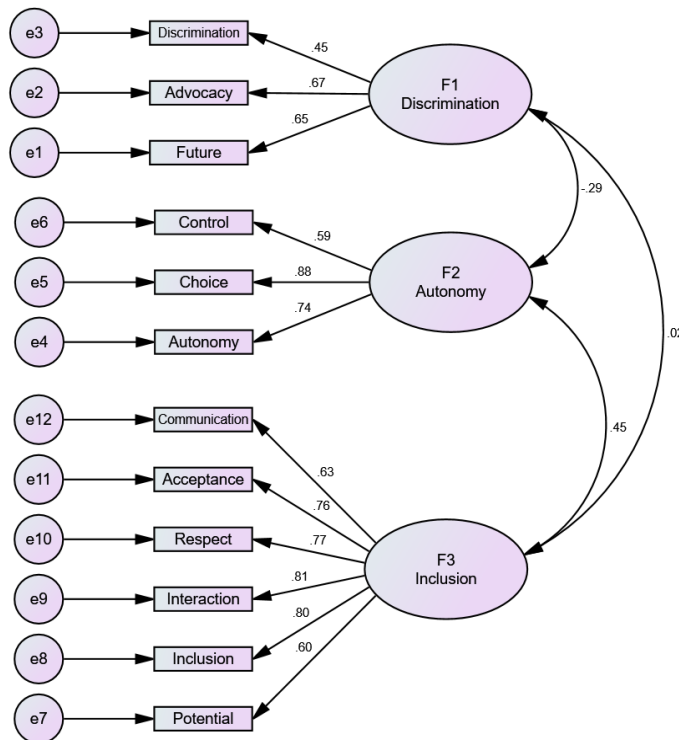 e3
Discrimination
.45
e2
Advocacy
.67
e1
Future
.65
F1
Discrimination
-.29
e6
Control
.59
e5
Choice
.88
e4
Autonomy
.74
F2
Autonomy
.02
.45
e12
Communication
.63
e11
Acceptance
.76
e10
Respect
.77
e9
Interaction
.81
e8
Inclusion
.80
e7
Potential
.60
F3
Inclusion